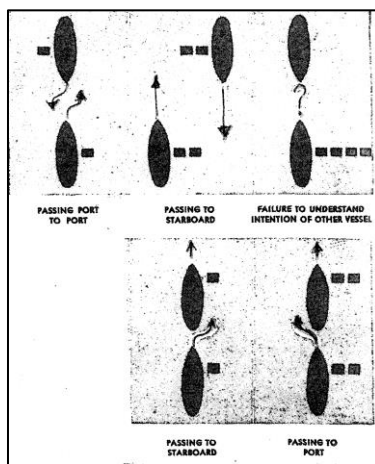 PASSING PORT
TO PORT
PASSING TO
STARBOARD
FAILURE TO UNDERSTAND
INTENTION OF OTHER VESSEL
PASSING TO
STARBOARD
PASSING TO
PORT